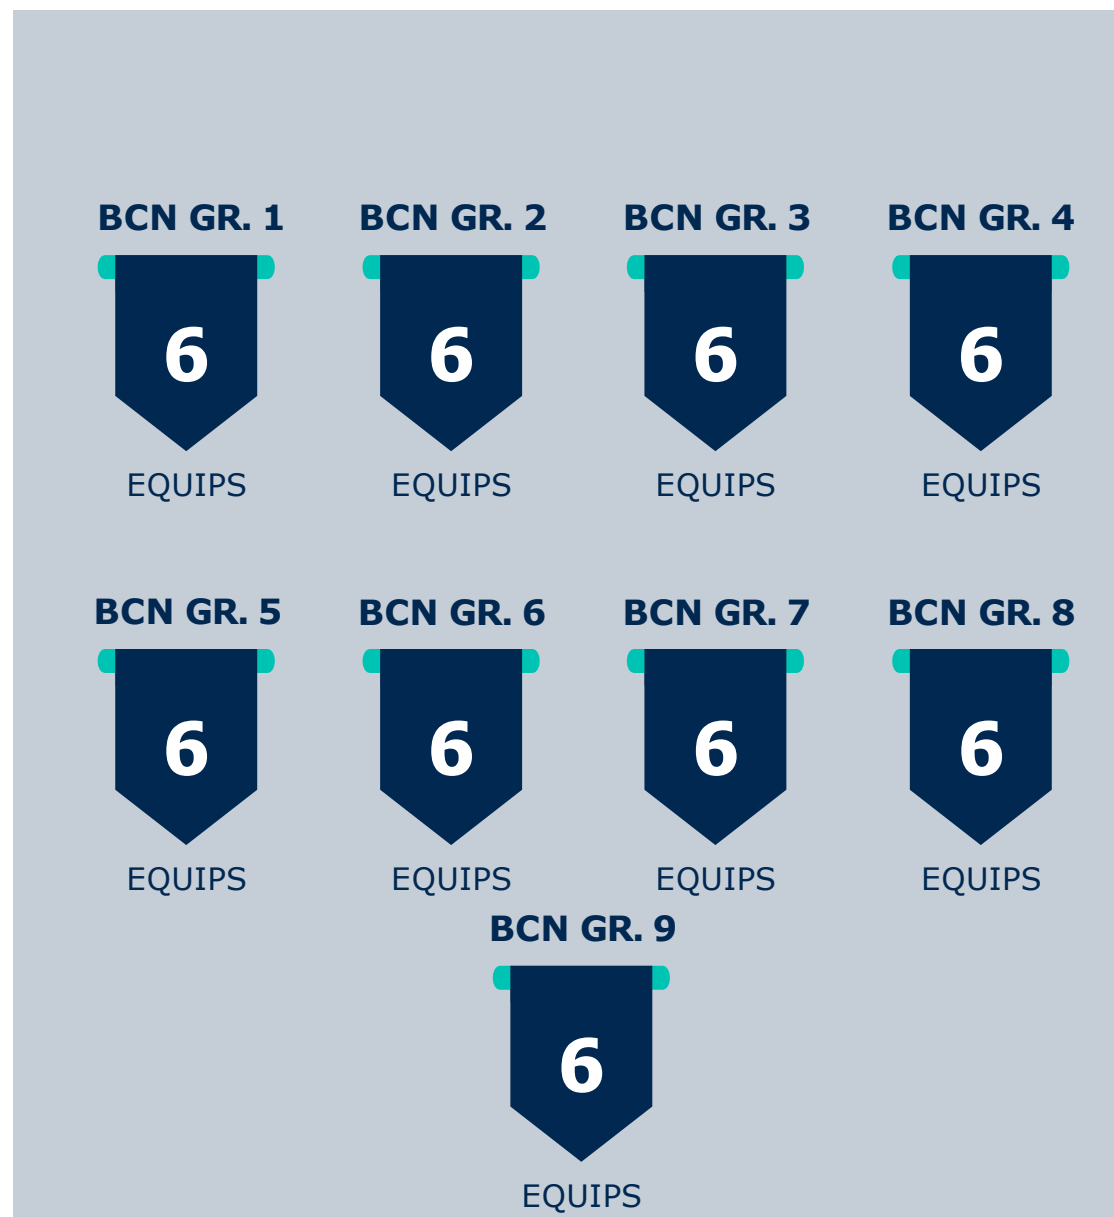 BCN GR. 1 BCN GR. 2 BCN GR. 3 BCN GR. 4
6 6 6 6
EQUIPS EQUIPS EQUIPS EQUIPS
BCN GR. 5 BCN GR. 6 BCN GR. 7 BCN GR. 8
6 6 6 6
EQUIPS EQUIPS EQUIPS EQUIPS
BCN GR. 9
6
EQUIPS